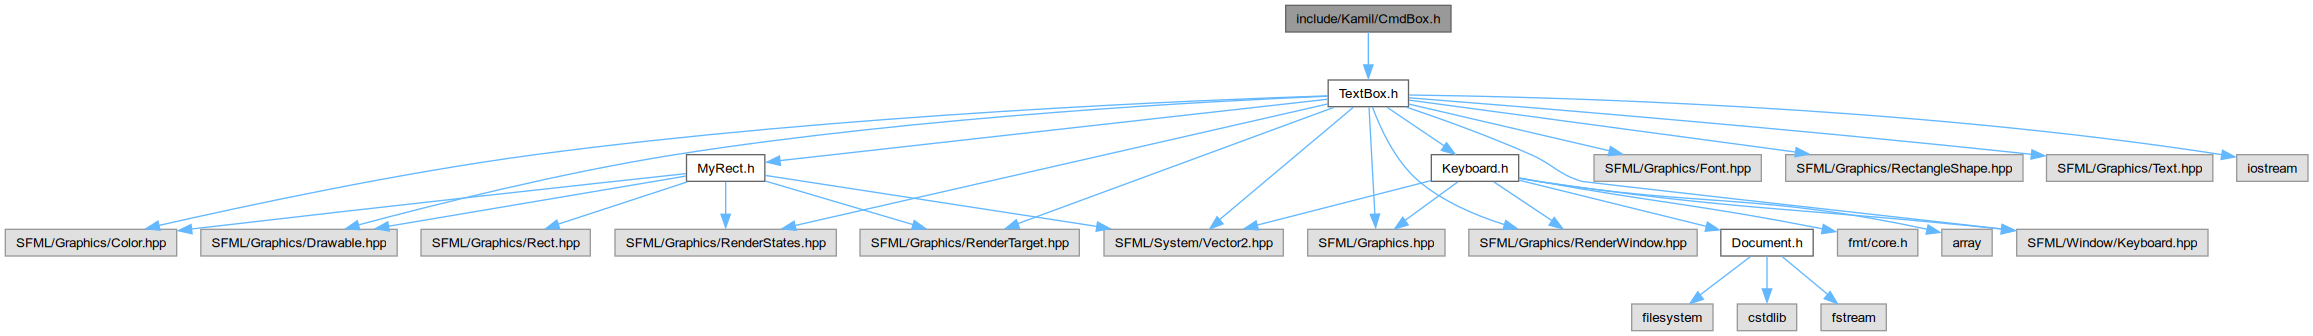 include/Kamil/CmdBox.h
TextBox.h
MyRect.h
Keyboard.h
SFML/Graphics/Font.hpp
SFML/Graphics/RectangleShape.hpp
SFML/Graphics/Text.hpp
iostream
SFML/Graphics/Color.hpp
SFML/Graphics/Drawable.hpp
SFML/Graphics/Rect.hpp
SFML/Graphics/RenderStates.hpp
SFML/Graphics/RenderTarget.hpp
SFML/System/Vector2.hpp
SFML/Graphics.hpp
SFML/Graphics/RenderWindow.hpp
Document.h
fmt/core.h
array
SFML/Window/Keyboard.hpp
filesystem
cstdlib
fstream